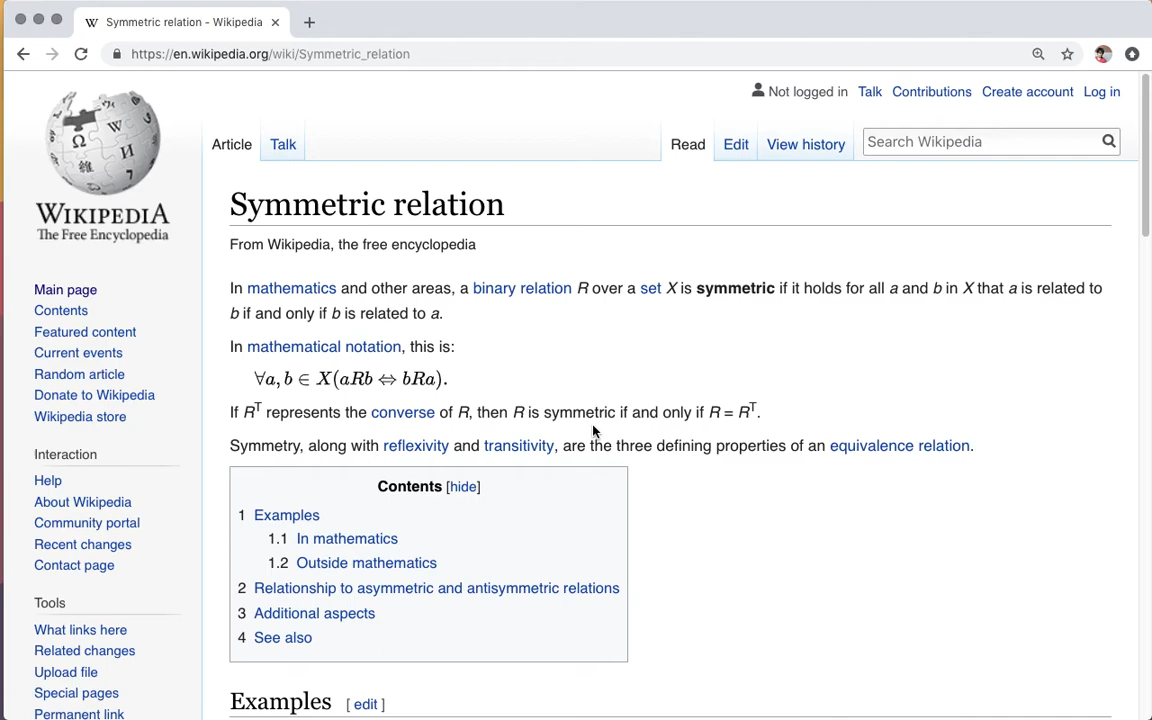 Symmetric relation - Wikipedia
https://en.wikipedia.org/wiki/Symmetric_relation
Not logged in Talk Contributions Create account Log in
Article Talk Read Edit View history Search Wikipedia
WIKIPEDIA
The Free Encyclopedia
Main page
Contents
Featured content
Current events
Random article
Donate to Wikipedia
Wikipedia store
Interaction
Help
About Wikipedia
Community portal
Recent changes
Contact page
Tools
What links here
Related changes
Upload file
Special pages
Permanent link
Symmetric relation
From Wikipedia, the free encyclopedia
In mathematics and other areas, a binary relation R over a set X is symmetric if it holds for all a and b in X that a is related to
b if and only if b is related to a.
In mathematical notation, this is:
∀a, b ∈ X(aRb ⇔ bRa).
If Rᵀ represents the converse of R, then R is symmetric if and only if R = Rᵀ.
Symmetry, along with reflexivity and transitivity, are the three defining properties of an equivalence relation.
Contents [hide]
1 Examples
1.1 In mathematics
1.2 Outside mathematics
2 Relationship to asymmetric and antisymmetric relations
3 Additional aspects
4 See also
Examples [ edit ]